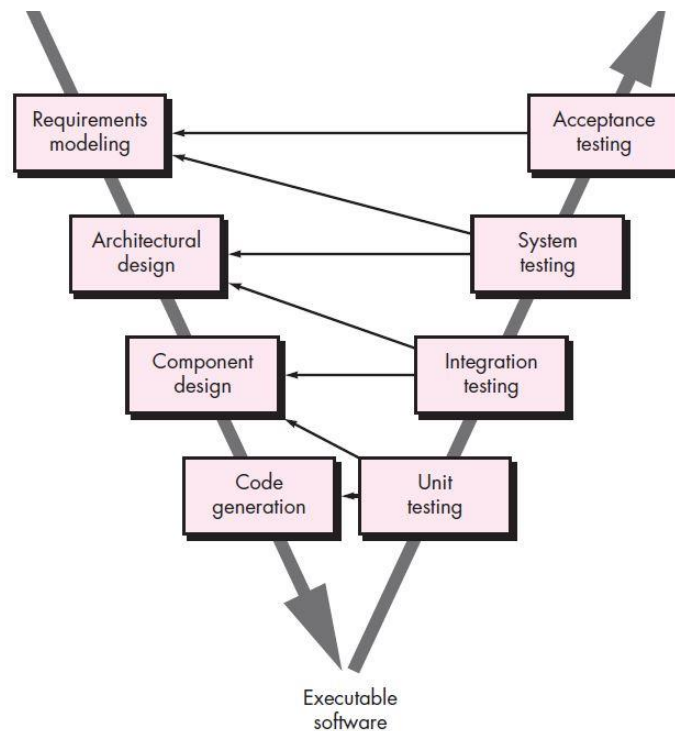 Requirements
modeling
Acceptance
testing
Architectural
design
System
testing
Component
design
Integration
testing
Code
generation
Unit
testing
Executable
software